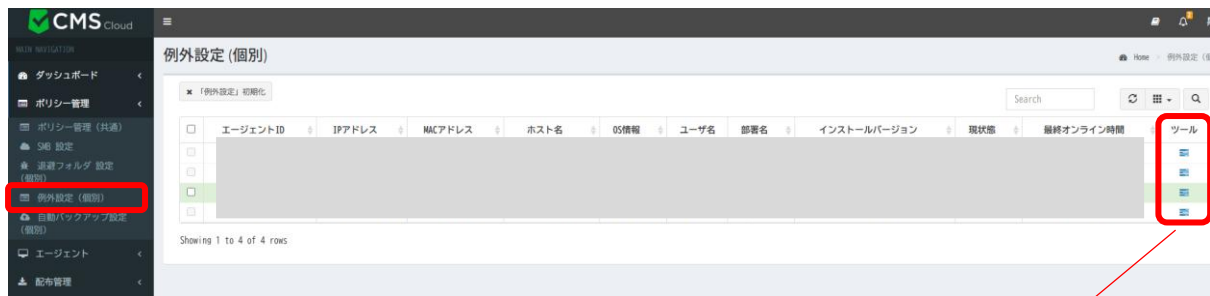 CMS Cloud
MAIN NAVIGATION
ダッシュボード
ポリシー管理
ポリシー管理 (共通)
SMB 設定
退避フォルダ 設定
(個別)
例外設定 (個別)
自動バックアップ設定
(個別)
エージェント
配布管理
例外設定 (個別)
Home > 例外設定 (
× 「例外設定」初期化
Search
エージェントID IPアドレス MACアドレス ホスト名 OS情報 ユーザ名 部署名 インストールバージョン 現状態 最終オンライン時間 ツール
Showing 1 to 4 of 4 rows